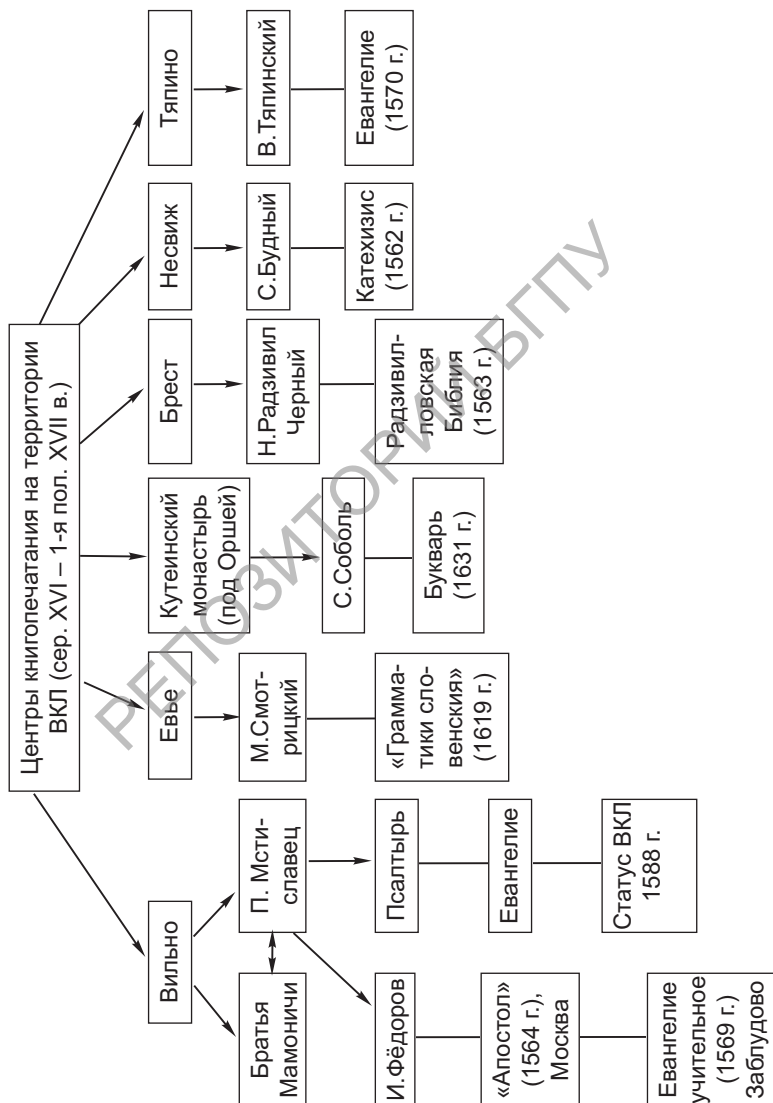 Центры книгопечатания на территории
ВКЛ (сер. XVI – 1-я пол. XVII в.)
Вильно
Евье
Кутеинский
монастырь
(под Оршей)
Брест
Несвиж
Тяпино
Братья
Мамоничи
П. Мсти-
славец
М.Смот-
рицкий
С.Соболь
Н.Радзивил
Черный
С.Будный
В.Тяпинский
И.Фёдоров
Псалтырь
«Грамма-
тики сло-
венския»
(1619 г.)
Букварь
(1631 г.)
Радзивил-
ловская
Библия
(1563 г.)
Катехизис
(1562 г.)
Евангелие
(1570 г.)
«Апостол»
(1564 г.),
Москва
Евангелие
Евангелие
учительное
(1569 г.)
Заблудово
Статус ВКЛ
1588 г.
РЕПОЗИТОРИЙ БГПУ